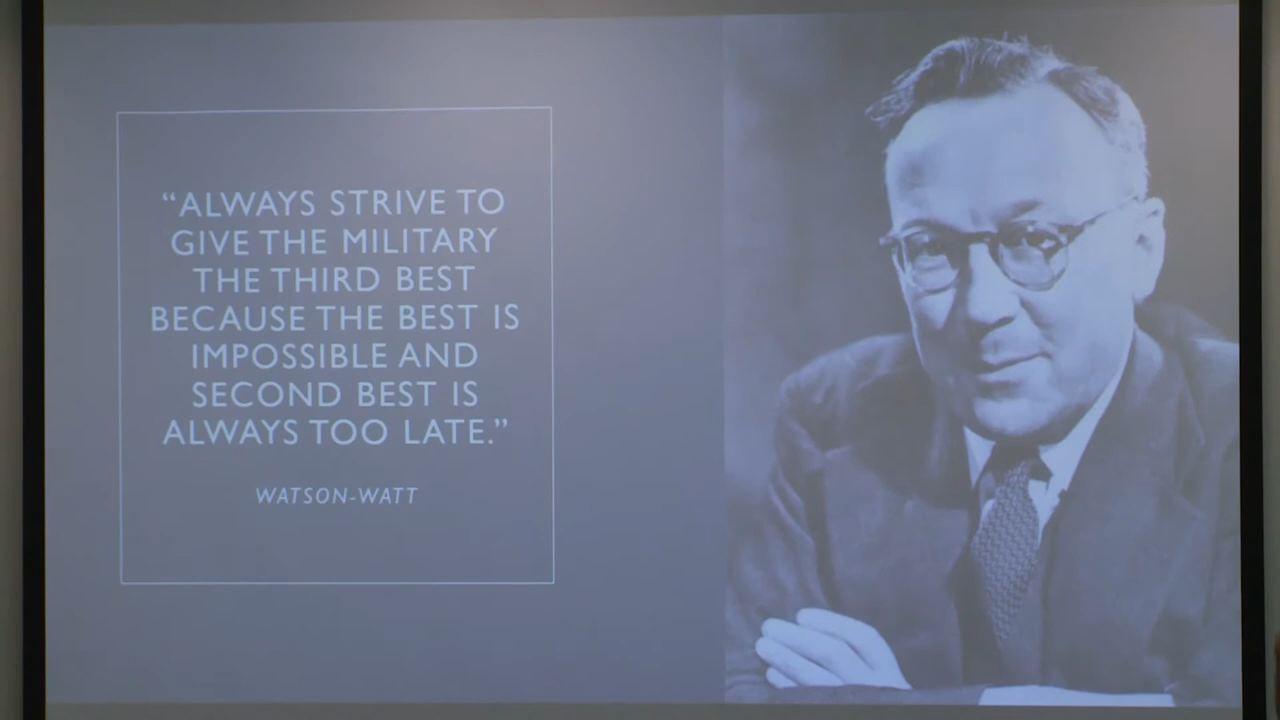 “ALWAYS STRIVE TO
GIVE THE MILITARY
THE THIRD BEST
BECAUSE THE BEST IS
IMPOSSIBLE AND
SECOND BEST IS
ALWAYS TOO LATE.”
WATSON-WATT